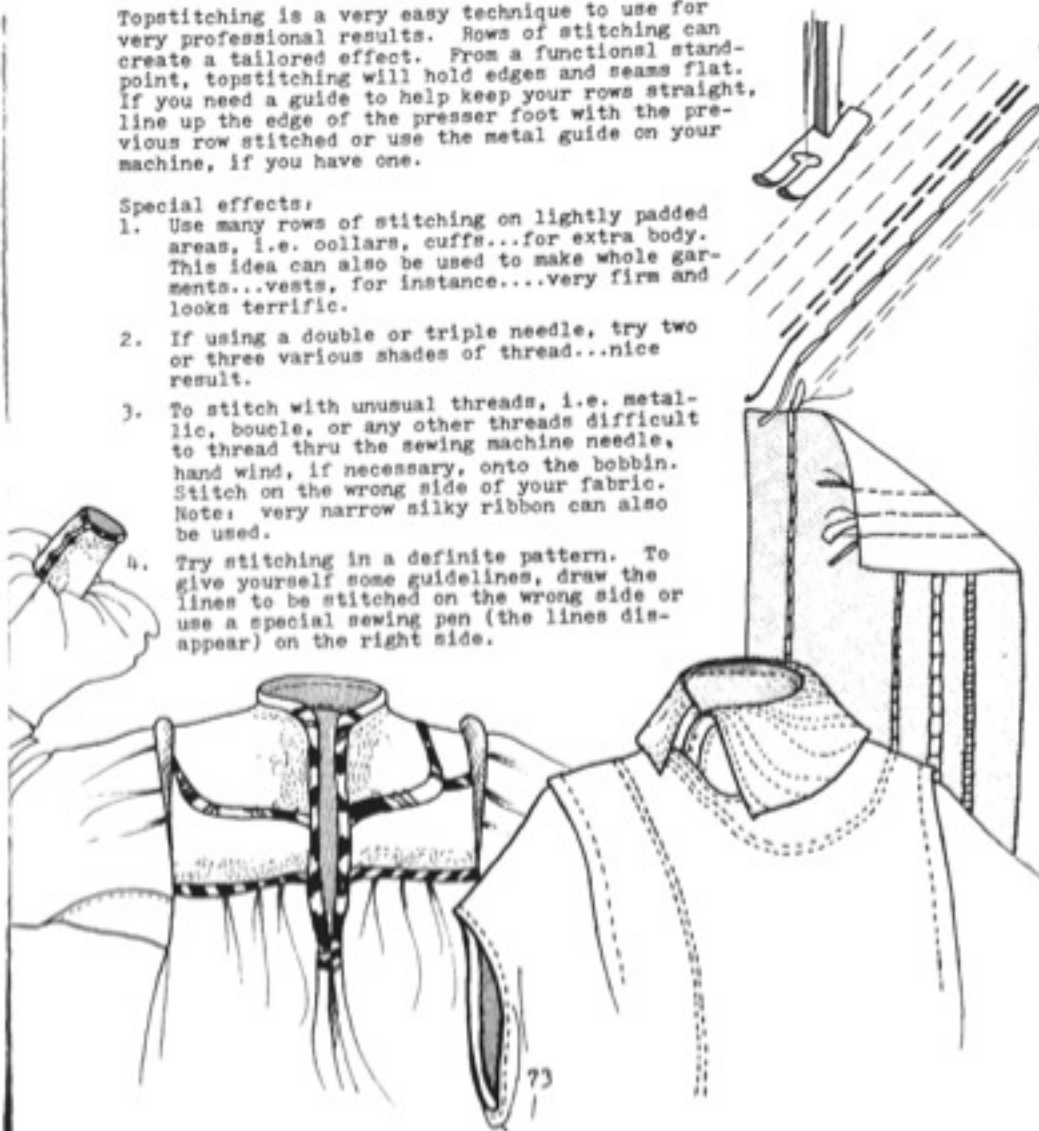 Topstitching is a very easy technique to use for
very professional results. Rows of stitching can
create a tailored effect. From a functional stand-
point, topstitching will hold edges and seams flat.
If you need a guide to help keep your rows straight,
line up the edge of the presser foot with the pre-
vious row stitched or use the metal guide on your
machine, if you have one.
Special effects:
1. Use many rows of stitching on lightly padded
areas, i.e. collars, cuffs...for extra body.
This idea can also be used to make whole gar-
ments...vests, for instance....very firm and
looks terrific.
2. If using a double or triple needle, try two
or three various shades of thread...nice
result.
3. To stitch with unusual threads, i.e. metal-
lic, boucle, or any other threads difficult
to thread thru the sewing machine needle,
hand wind, if necessary, onto the bobbin.
Stitch on the wrong side of your fabric.
Note: very narrow silky ribbon can also
be used.
4. Try stitching in a definite pattern. To
give yourself some guidelines, draw the
lines to be stitched on the wrong side or
use a special sewing pen (the lines dis-
appear) on the right side.
73